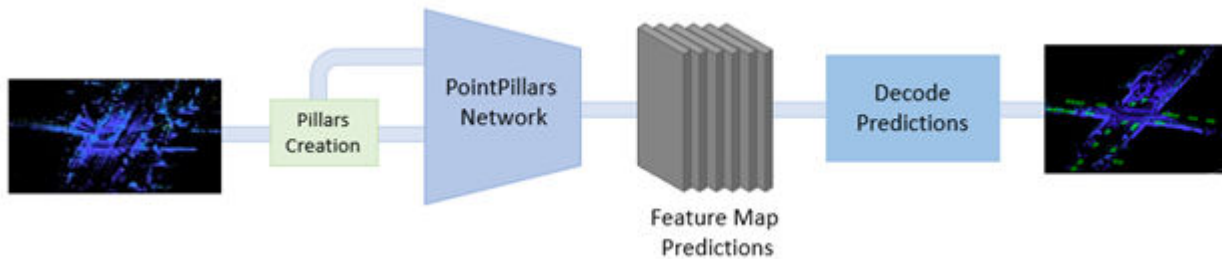 Pillars
Creation
PointPillars
Network
Feature Map
Predictions
Decode
Predictions